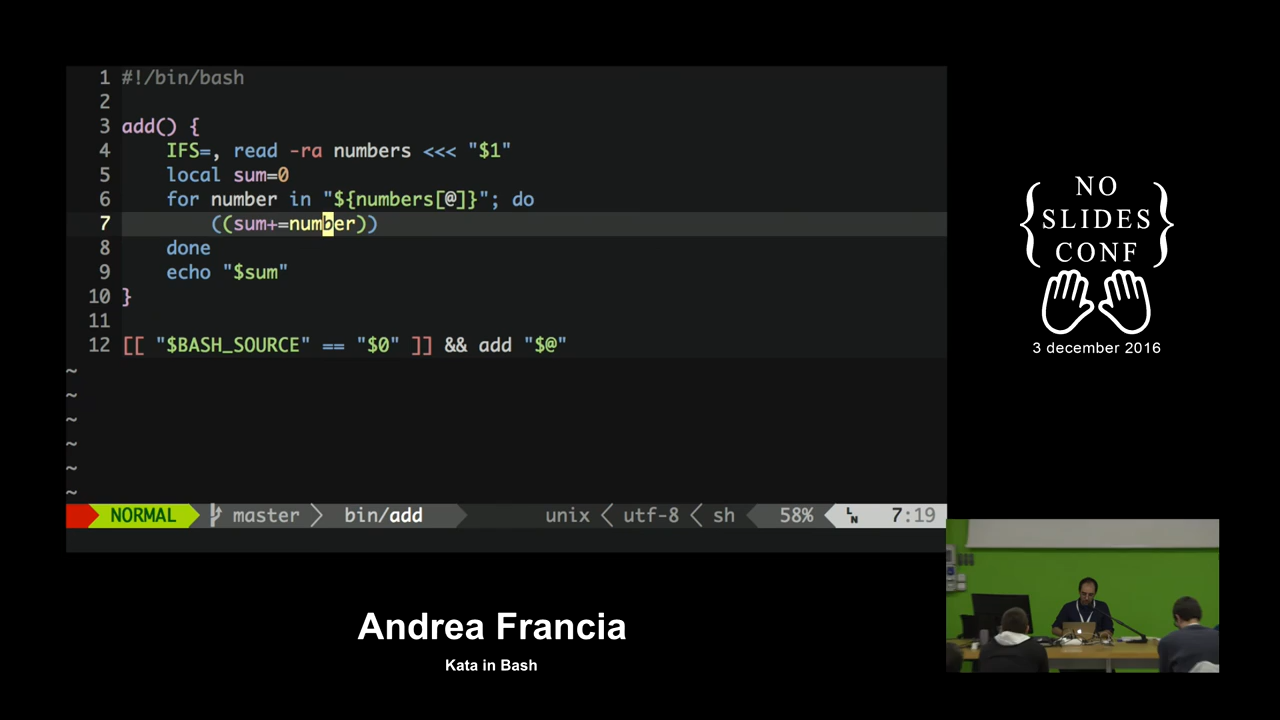 1 #!/bin/bash
2
3 add() {
4     IFS=, read -ra numbers <<< "$1"
5     local sum=0
6     for number in "${numbers[@]}"; do
7         ((sum+=number))
8     done
9     echo "$sum"
10 }
11
12 [[ "$BASH_SOURCE" == "$0" ]] && add "$@"
~
~
~
~
~
~
NORMAL master bin/add unix utf-8 sh 58% LN 7:19
{ NO
SLIDES
CONF }
3 december 2016
Andrea Francia
Kata in Bash